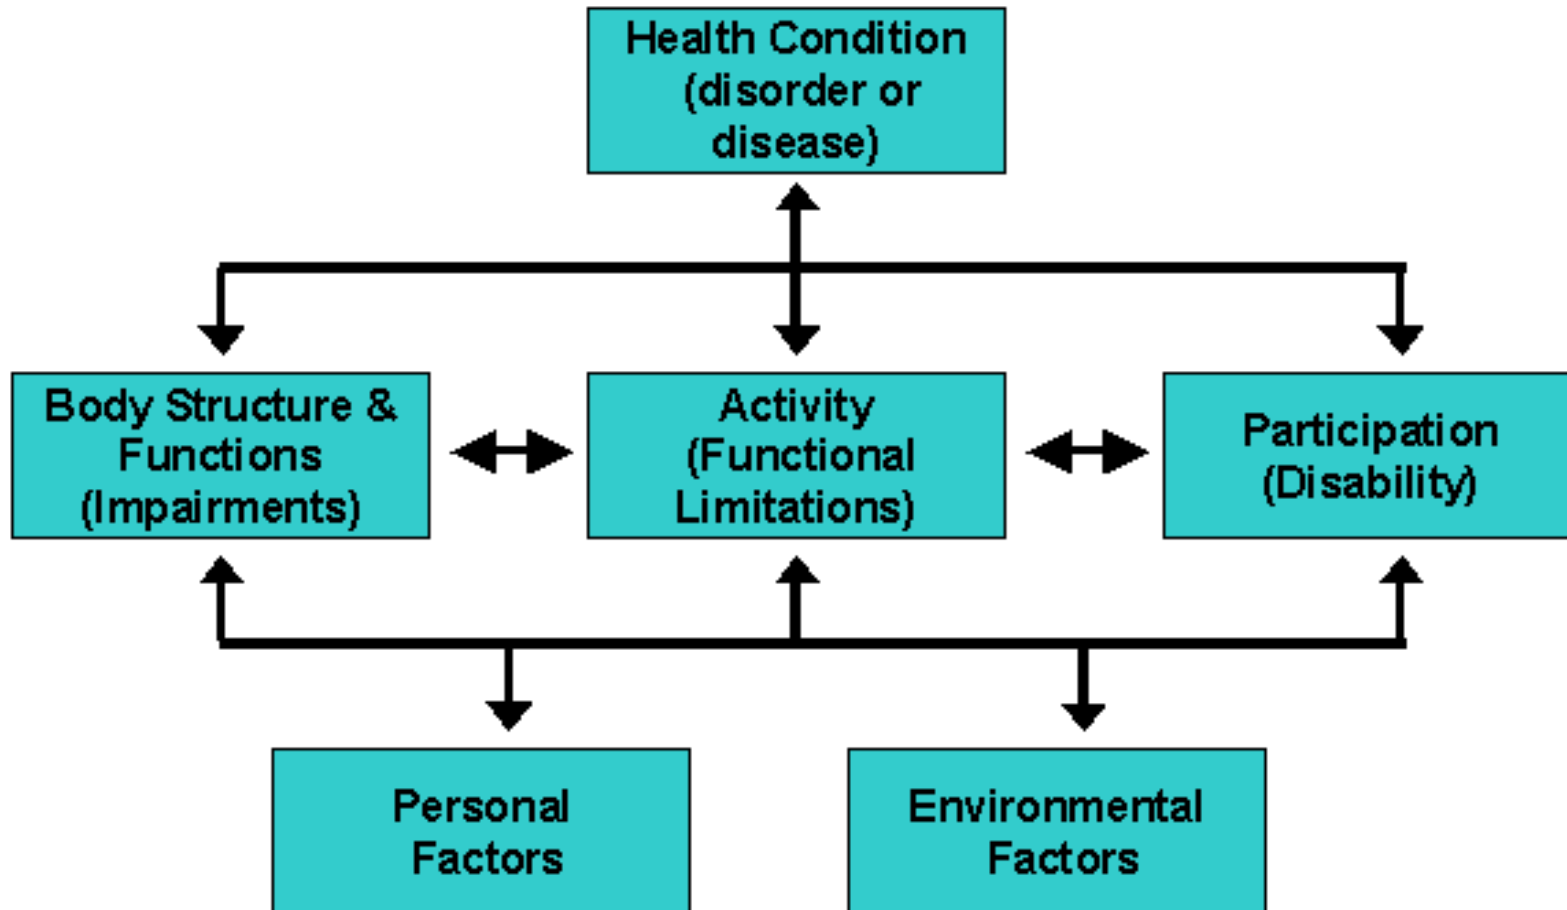 Health Condition
(disorder or
disease)
Body Structure &
Functions
(Impairments)
Activity
(Functional
Limitations)
Participation
(Disability)
Personal
Factors
Environmental
Factors